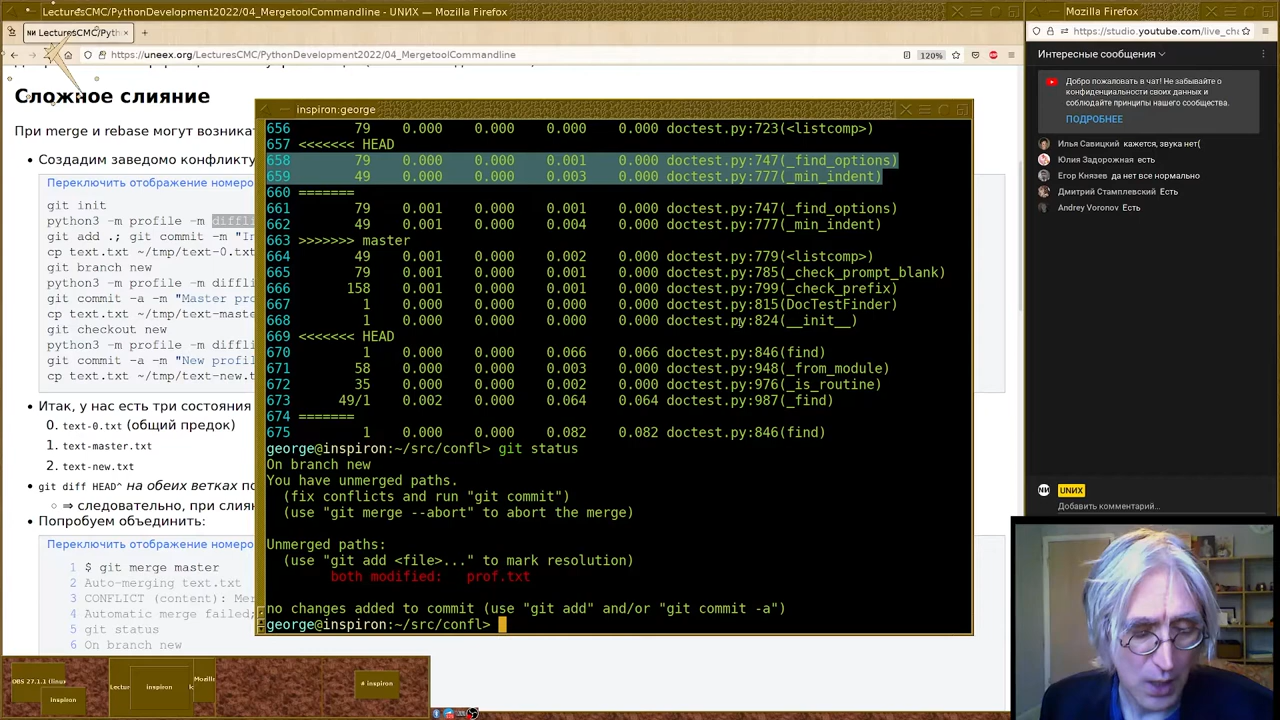 LecturesCMC/PythonDevelopment2022/04_MergetoolCommandline - UNИX — Mozilla Firefox
Mozilla Firefox
LecturesCMC/Pyth
https://uneex.org/LecturesCMC/PythonDevelopment2022/04_MergetoolCommandline
120%
https://studio.youtube.com/live_cha
Сложное слияние
При merge и rebase могут возникат
Создадим заведомо конфликту
Переключить отображение номеро
git init
python3 -m profile -m diffli
git add .; git commit -m "In
cp text.txt ~/tmp/text-0.txt
git branch new
python3 -m profile -m diffli
git commit -a -m "Master pro
cp text.txt ~/tmp/text-mast
git checkout new
python3 -m profile -m diffli
git commit -a -m "New profil
cp text.txt ~/tmp/text-new.t
Итак, у нас есть три состояния
0. text-0.txt (общий предок)
1. text-master.txt
2. text-new.txt
git diff HEAD^ на обеих ветках по
⇒ следовательно, при слиян
Попробуем объединить:
Переключить отображение номеро
1 $ git merge master
2 Auto-merging text.txt
3 CONFLICT (content): Mer
4 Automatic merge failed;
5 git status
6 On branch new
inspiron:george
656 79 0.000 0.000 0.000 0.000 doctest.py:723(<listcomp>)
657 <<<<<<< HEAD
658 79 0.000 0.000 0.001 0.000 doctest.py:747(_find_options)
659 49 0.000 0.000 0.003 0.000 doctest.py:777(_min_indent)
660 =======
661 79 0.001 0.000 0.001 0.000 doctest.py:747(_find_options)
662 49 0.001 0.000 0.004 0.000 doctest.py:777(_min_indent)
663 >>>>>>> master
664 49 0.001 0.000 0.002 0.000 doctest.py:779(<listcomp>)
665 79 0.001 0.000 0.001 0.000 doctest.py:785(_check_prompt_blank)
666 158 0.001 0.000 0.001 0.000 doctest.py:799(_check_prefix)
667 1 0.000 0.000 0.000 0.000 doctest.py:815(DocTestFinder)
668 1 0.000 0.000 0.000 0.000 doctest.py:824(__init__)
669 <<<<<<< HEAD
670 1 0.000 0.000 0.066 0.066 doctest.py:846(find)
671 58 0.000 0.000 0.003 0.000 doctest.py:948(_from_module)
672 35 0.000 0.000 0.002 0.000 doctest.py:976(_is_routine)
673 49/1 0.002 0.000 0.064 0.064 doctest.py:987(_find)
674 =======
675 1 0.000 0.000 0.082 0.082 doctest.py:846(find)
george@inspiron:~/src/confl> git status
On branch new
You have unmerged paths.
(fix conflicts and run "git commit")
(use "git merge --abort" to abort the merge)
Unmerged paths:
(use "git add <file>..." to mark resolution)
both modified: prof.txt
no changes added to commit (use "git add" and/or "git commit -a")
george@inspiron:~/src/confl>
Интересные сообщения
Добро пожаловать в чат! Не забывайте о
конфиденциальности своих данных и
соблюдайте принципы нашего сообщества.
ПОДРОБНЕЕ
Илья Савицкий кажется, звука нет(
Юлия Задорожная есть
Егор Князев да нет все нормально
Дмитрий Стамплевский Есть
Andrey Voronov Есть
UNИX
Добавить комментарий...
OBS 27.1.1 (linu
inspiron
Lectur
inspiron
Mozill
# inspiron